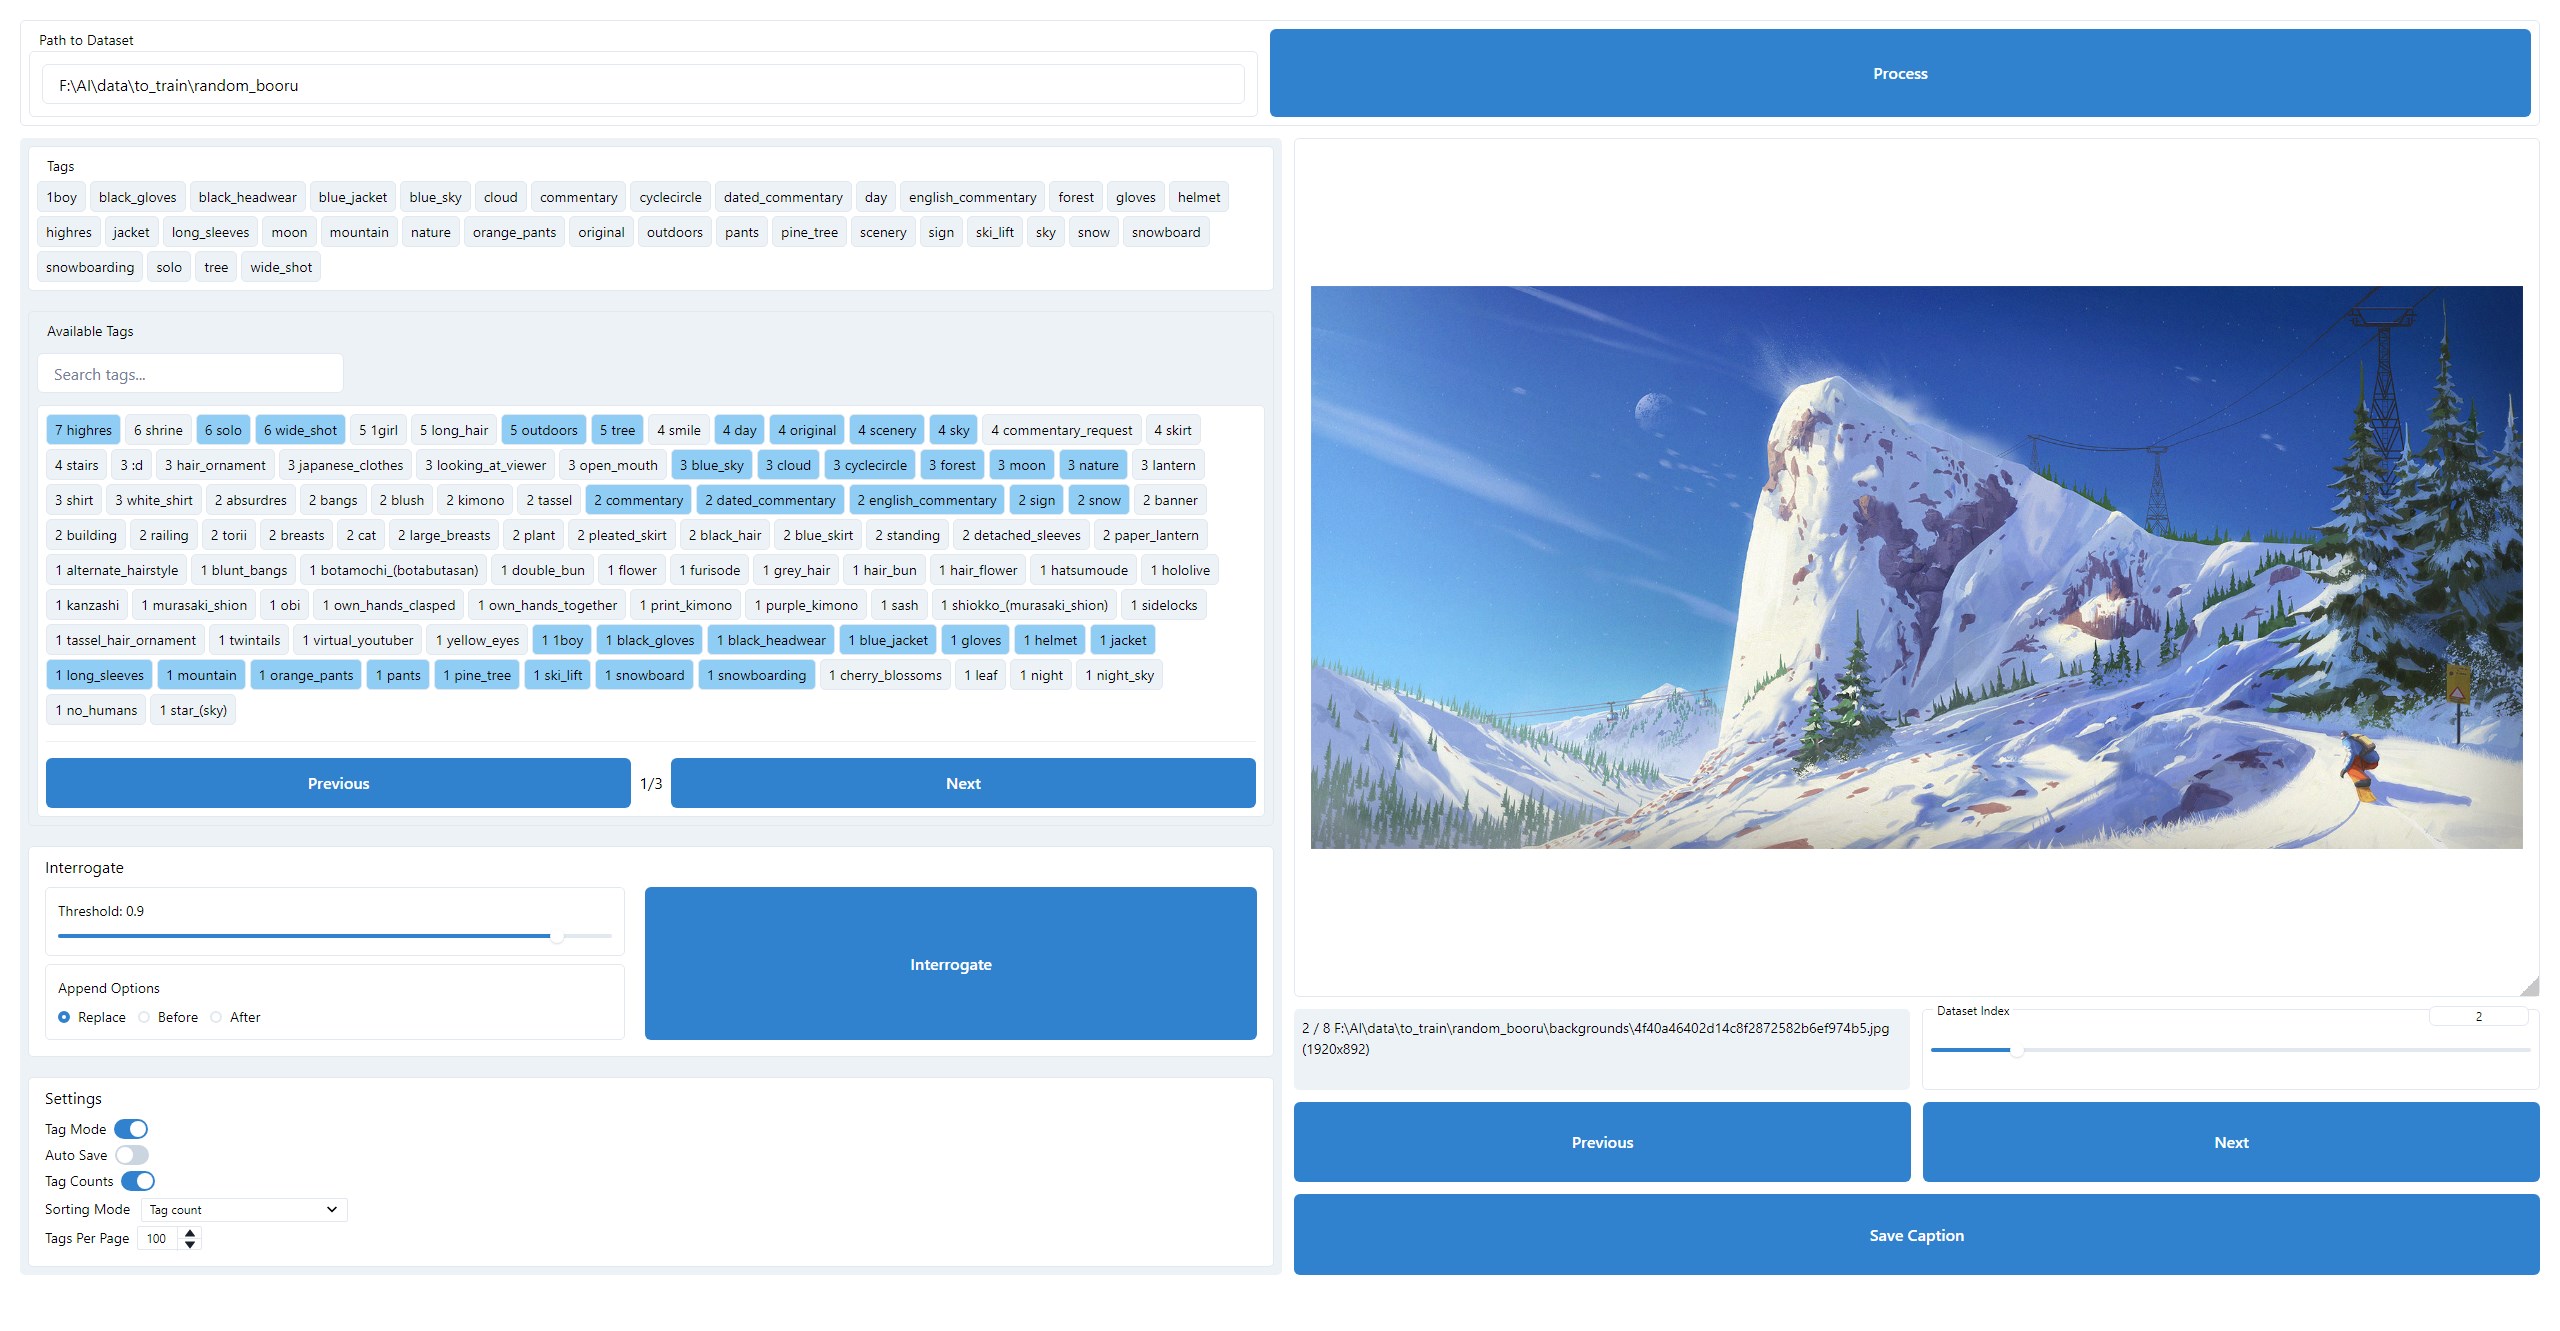 Path to Dataset
F:\AI\data\to_train\random_booru
Process
Tags
1boy black_gloves black_headwear blue_jacket blue_sky cloud commentary cyclecircle dated_commentary day english_commentary forest gloves helmet
highres jacket long_sleeves moon mountain nature orange_pants original outdoors pants pine_tree scenery sign ski_lift sky snow snowboard
snowboarding solo tree wide_shot
Available Tags
Search tags...
7 highres 6 shrine 6 solo 6 wide_shot 5 1girl 5 long_hair 5 outdoors 5 tree 4 smile 4 day 4 original 4 scenery 4 sky 4 commentary_request 4 skirt
4 stairs 3 :d 3 hair_ornament 3 japanese_clothes 3 looking_at_viewer 3 open_mouth 3 blue_sky 3 cloud 3 cyclecircle 3 forest 3 moon 3 nature 3 lantern
3 shirt 3 white_shirt 2 absurdres 2 bangs 2 blush 2 kimono 2 tassel 2 commentary 2 dated_commentary 2 english_commentary 2 sign 2 snow 2 banner
2 building 2 railing 2 torii 2 breasts 2 cat 2 large_breasts 2 plant 2 pleated_skirt 2 black_hair 2 blue_skirt 2 standing 2 detached_sleeves 2 paper_lantern
1 alternate_hairstyle 1 blunt_bangs 1 botamochi_(botabutasan) 1 double_bun 1 flower 1 furisode 1 grey_hair 1 hair_bun 1 hair_flower 1 hatsumoude 1 hololive
1 kanzashi 1 murasaki_shion 1 obi 1 own_hands_clasped 1 own_hands_together 1 print_kimono 1 purple_kimono 1 sash 1 shiokko_(murasaki_shion) 1 sidelocks
1 tassel_hair_ornament 1 twintails 1 virtual_youtuber 1 yellow_eyes 1 1boy 1 black_gloves 1 black_headwear 1 blue_jacket 1 gloves 1 helmet 1 jacket
1 long_sleeves 1 mountain 1 orange_pants 1 pants 1 pine_tree 1 ski_lift 1 snowboard 1 snowboarding 1 cherry_blossoms 1 leaf 1 night 1 night_sky
1 no_humans 1 star_(sky)
Previous 1/3 Next
Interrogate
Threshold: 0.9
Interrogate
Append Options
Replace Before After
Settings
Tag Mode
Auto Save
Tag Counts
Sorting Mode Tag count
Tags Per Page 100
2 / 8 F:\AI\data\to_train\random_booru\backgrounds\4f40a46402d14c8f2872582b6ef974b5.jpg
(1920x892)
Dataset Index 2
Previous Next
Save Caption